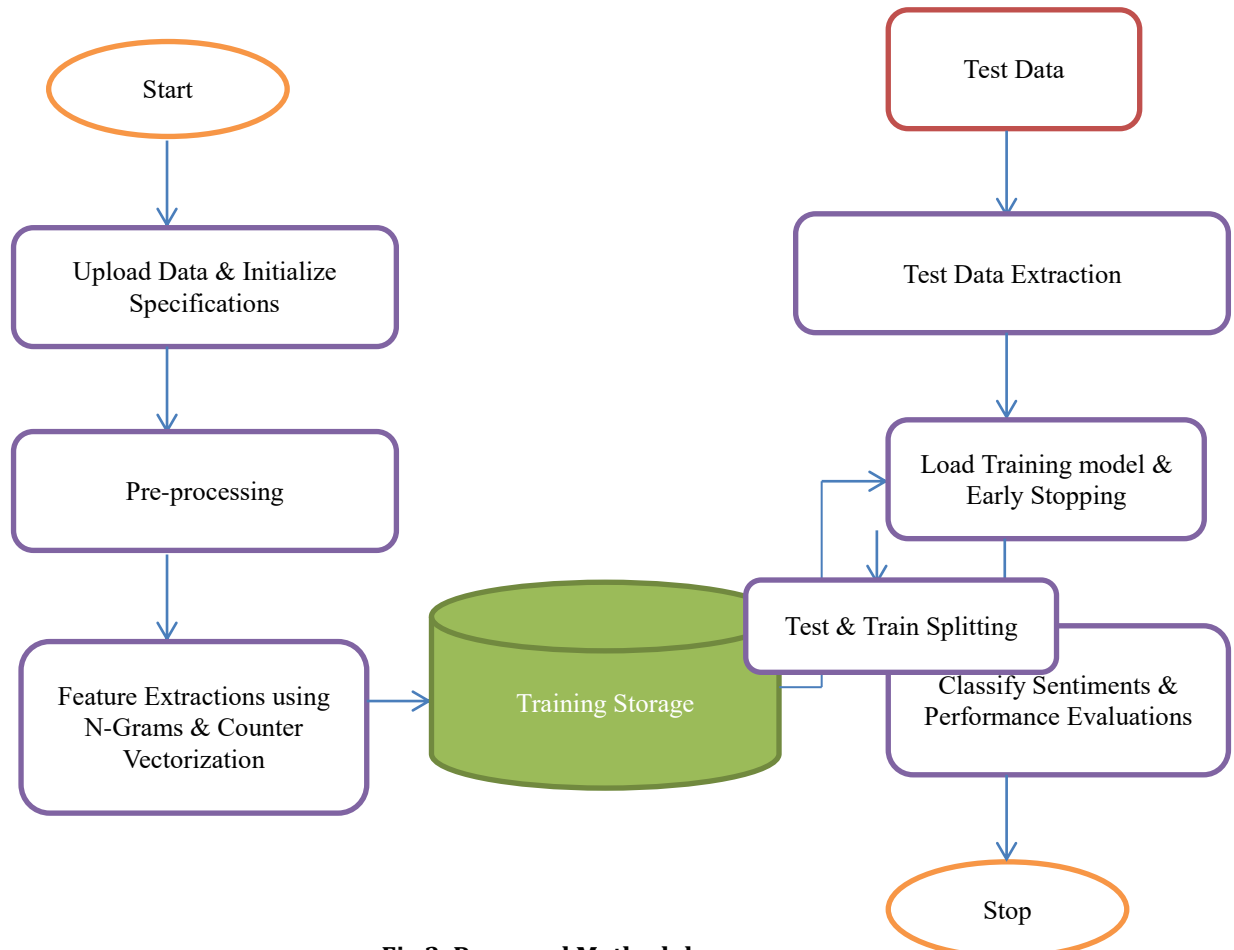 Start
Upload Data & Initialize
Specifications
Pre-processing
Feature Extractions using
N-Grams & Counter
Vectorization
Training Storage
Test Data
Test Data Extraction
Load Training model &
Early Stopping
Test & Train Splitting
Classify Sentiments &
Performance Evaluations
Stop